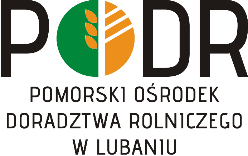 PODR
POMORSKI OŚRODEK
DORADZTWA ROLNICZEGO
W LUBANIU